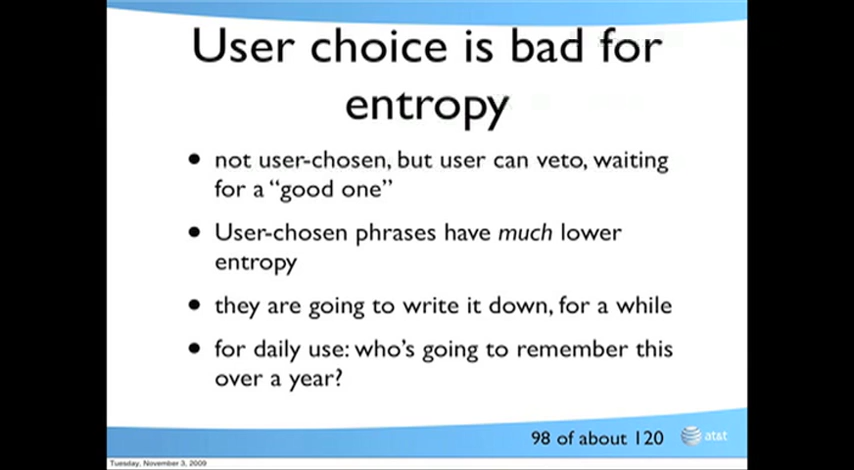 User choice is bad for
entropy
• not user-chosen, but user can veto, waiting
for a “good one”
• User-chosen phrases have much lower
entropy
• they are going to write it down, for a while
• for daily use: who’s going to remember this
over a year?
98 of about 120 at&t
Tuesday, November 3, 2009